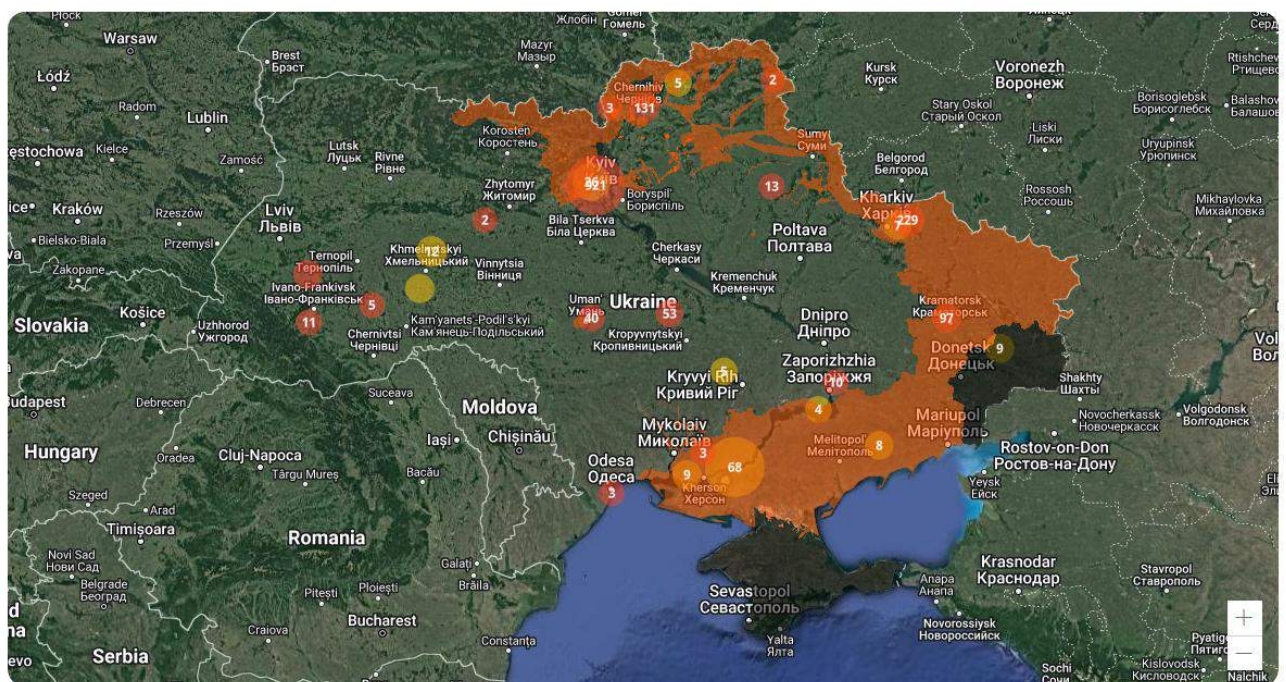 Płock
Жлобін
Гомель
Warsaw
Brest
Брэст
Mazyr
Мазыр
Kursk
Курск
Voronezh
Воронеж
Rtishchev
Ртищево
Łódź
Radom
Lublin
5
2
Chernihiv
Чернігів
3
131
Stary Oskol
Старый Оскол
Borisoglebsk
Борисоглебск
Balashov
Балашов
Liski
Лиски
Uryupinsk
Урюпинск
Kielce
Zamość
Lutsk
Луцьк
Rivne
Рівне
Korosten
Коростень
Sumy
Суми
Belgorod
Белгород
Kyiv
921
Boryspil'
Бориспіль
13
Rossosh
Россошь
Mikhaylovka
Михайловка
Kraków
Rzeszów
Lviv
Львів
Zhytomyr
Житомир
2
Bila Tserkva
Біла Церква
Kharkiv
7
229
Poltava
Полтава
Bielsko-Biala
Przemyśl
Zakopane
Ternopil
Тернопіль
12
Хмельницький
Vinnytsia
Вінниця
Cherkasy
Черкаси
Kremenchuk
Кременчук
Ivano-Frankivsk
Івано-Франківськ
5
11
Slovakia
Košice
Uzhhorod
Ужгород
Chernivtsi
Чернівці
Kam'yanets'-Podil's'kyi
Кам'янець-Подільський
Uman'
Умань
40
Ukraine
53
Kropyvnytskyi
Кропивницький
Dnipro
Дніпро
Kramatorsk
97
Donetsk
Донецьк
9
Zaporizhzhia
Запоріжжя
10
5
Kryvyi Rih
Кривий Ріг
4
Shakhty
Шахты
Novocherkassk
Новочеркасск
Volgodonsk
Волгодонск
Budapest
Debrecen
Suceava
Moldova
Chișinău
Iași
Hungary
Oradea
Cluj-Napoca
Târgu Mureș
Bacău
Mykolaiv
Миколаїв
3
68
9
Kherson
Херсон
Melitopol'
Мелітополь
8
Mariupol
Маріуполь
Rostov-on-Don
Ростов-на-Дону
Yeysk
Ейск
Odesa
Одеса
3
Szeged
Arad
Timișoara
Romania
Novi Sad
Нови Сад
Belgrade
Београд
Galați
Brăila
Pitești
Ploiești
Bucharest
Craiova
Constanța
Serbia
Sevastopol
Севастополь
Yalta
Ялта
Anapa
Анапа
Krasnodar
Краснодар
Novorossiysk
Новороссийск
Stavropol
Ставрополь
Sochi
Сочи
Kislovodsk
Кисловодск
Nalchik
+
−